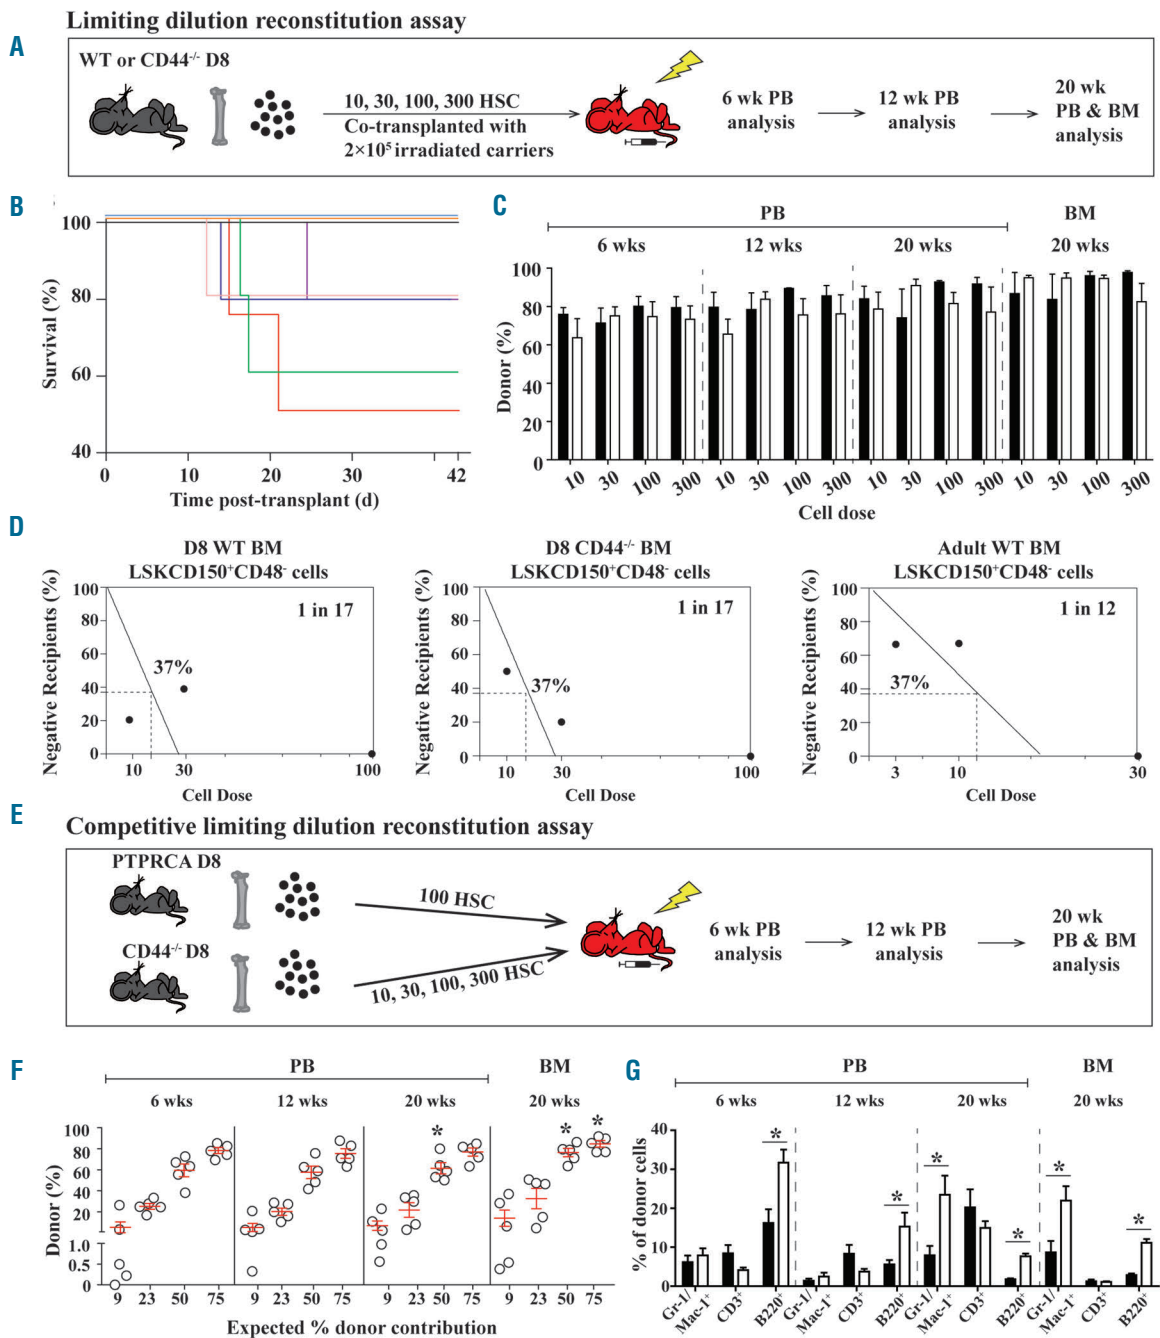 Limiting dilution reconstitution assay
A
WT or CD44-/- D8
10, 30, 100, 300 HSC
Co-transplanted with
2×10⁵ irradiated carriers
6 wk PB
analysis
12 wk PB
analysis
20 wk
PB & BM
analysis
B
Survival (%)
100
80
60
40
0
10
20
30
42
Time post-transplant (d)
C
PB
BM
6 wks
12 wks
20 wks
20 wks
Donor (%)
100
80
60
40
20
0
10 30 100 300 10 30 100 300 10 30 100 300 10 30 100 300
Cell dose
D
D8 WT BM
LSKCD150⁺CD48⁻ cells
Negative Recipients (%)
100
80
60
40
20
0
1 in 17
37%
10 30 100
Cell Dose
D8 CD44-/- BM
LSKCD150⁺CD48⁻ cells
Negative Recipients (%)
100
80
60
40
20
0
1 in 17
37%
10 30 100
Cell Dose
Adult WT BM
LSKCD150⁺CD48⁻ cells
Negative Recipients (%)
100
80
60
40
20
0
1 in 12
37%
3 10 30
Cell Dose
E
Competitive limiting dilution reconstitution assay
PTPRCA D8
100 HSC
CD44-/- D8
10, 30, 100, 300 HSC
6 wk PB
analysis
12 wk PB
analysis
20 wk
PB & BM
analysis
F
PB
BM
6 wks
12 wks
20 wks
20 wks
Donor (%)
100
80
60
40
20
1.0
0.5
0
* * *
9 23 50 75 9 23 50 75 9 23 50 75 9 23 50 75
Expected % donor contribution
G
PB
BM
6 wks
12 wks
20 wks
20 wks
% of donor cells
40
30
20
10
0
* * * * * *
Gr-1/ Mac-1⁺ CD3⁺ B220⁺ Gr-1/ Mac-1⁺ CD3⁺ B220⁺ Gr-1/ Mac-1⁺ CD3⁺ B220⁺ Gr-1/ Mac-1⁺ CD3⁺ B220⁺